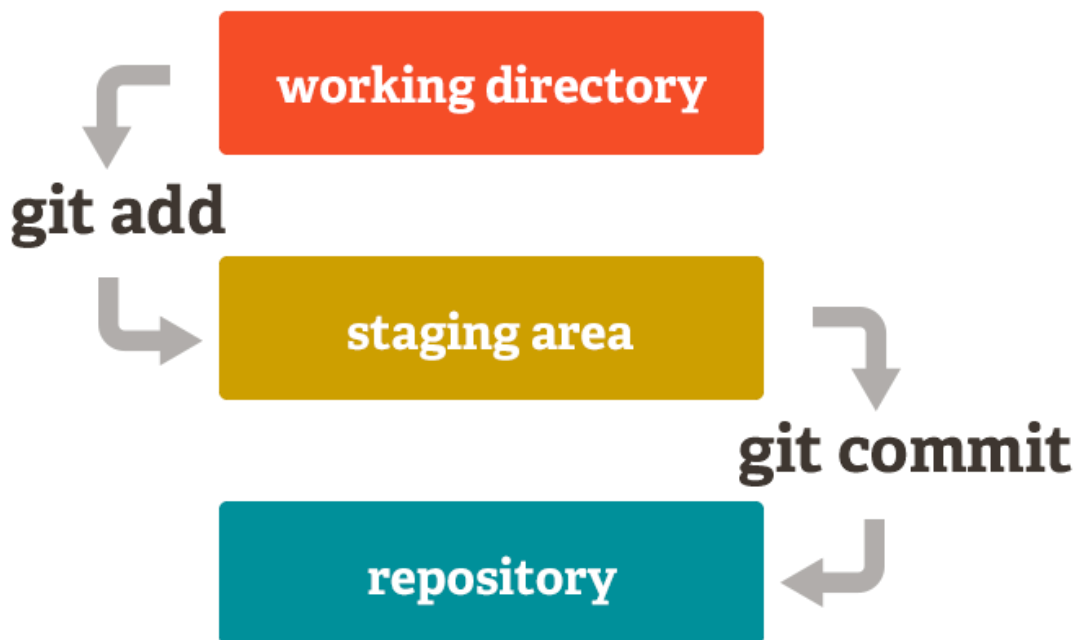 working directory
git add
staging area
git commit
repository